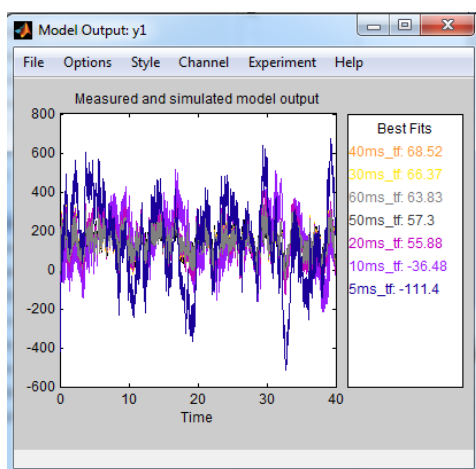 Model Output: y1
File Options Style Channel Experiment Help
Measured and simulated model output
800
600
400
200
0
-200
-400
-600
0 10 20 30 40
Time
Best Fits
40ms_tf: 68.52
30ms_tf: 66.37
60ms_tf: 63.83
50ms_tf: 57.3
20ms_tf: 55.88
10ms_tf: -36.48
5ms_tf: -111.4